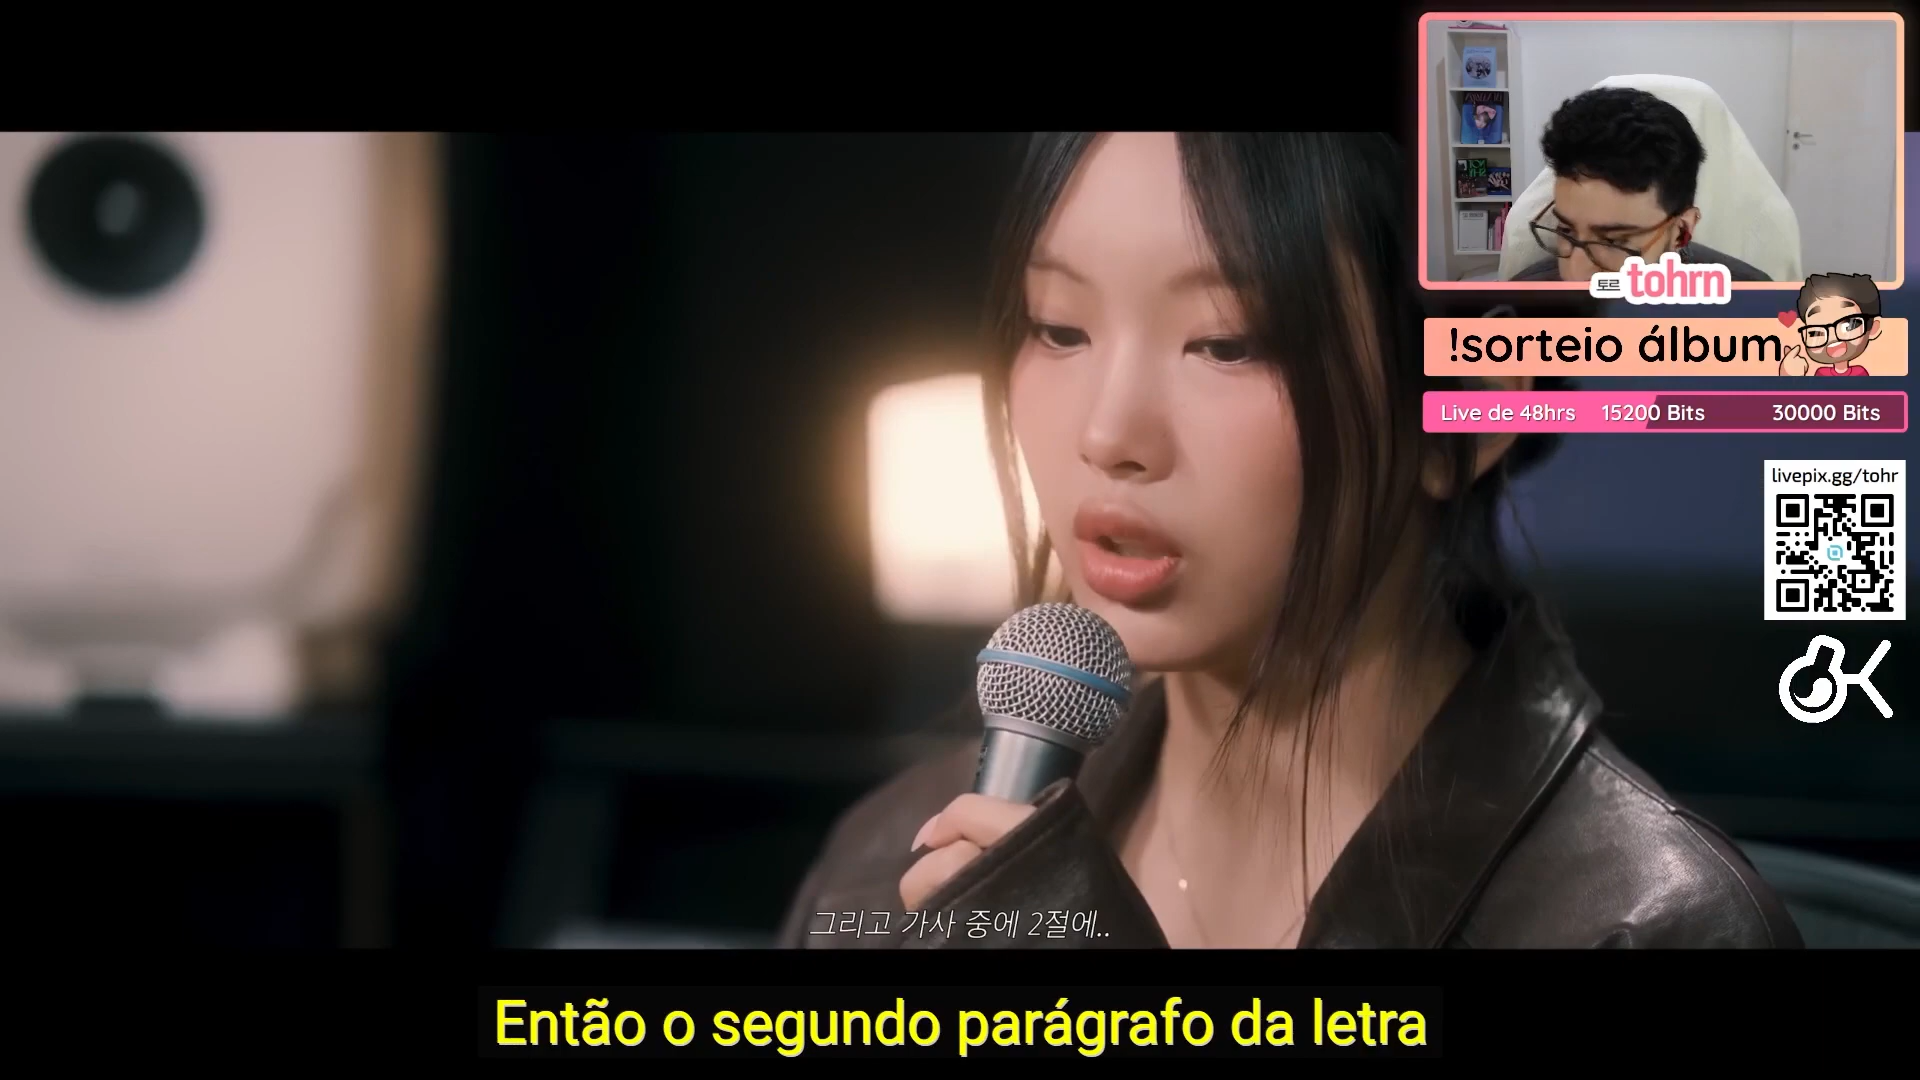 토르 tohrn
!sorteio álbum
Live de 48hrs 15200 Bits 30000 Bits
livepix.gg/tohr
그리고 가사 중에 2절에..
Então o segundo parágrafo da letra